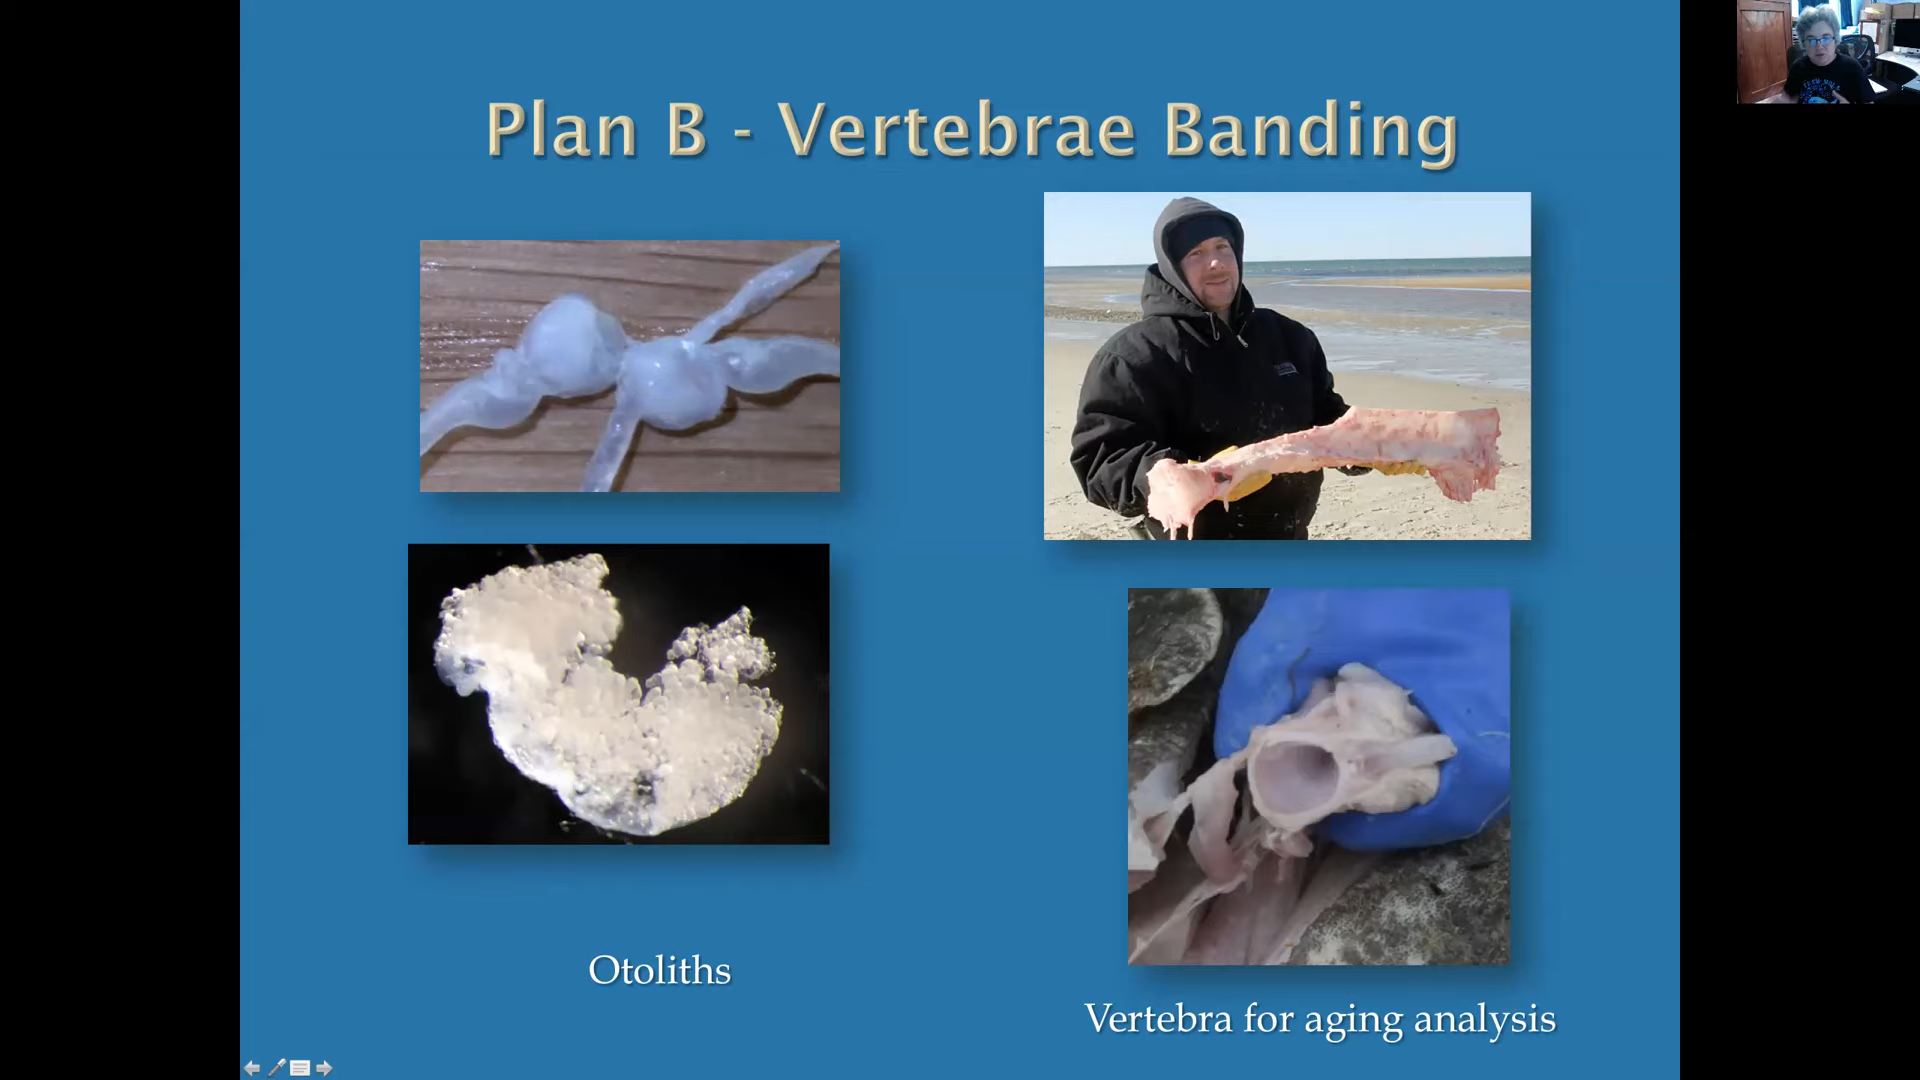 Plan B - Vertebrae Banding
Otoliths
Vertebra for aging analysis